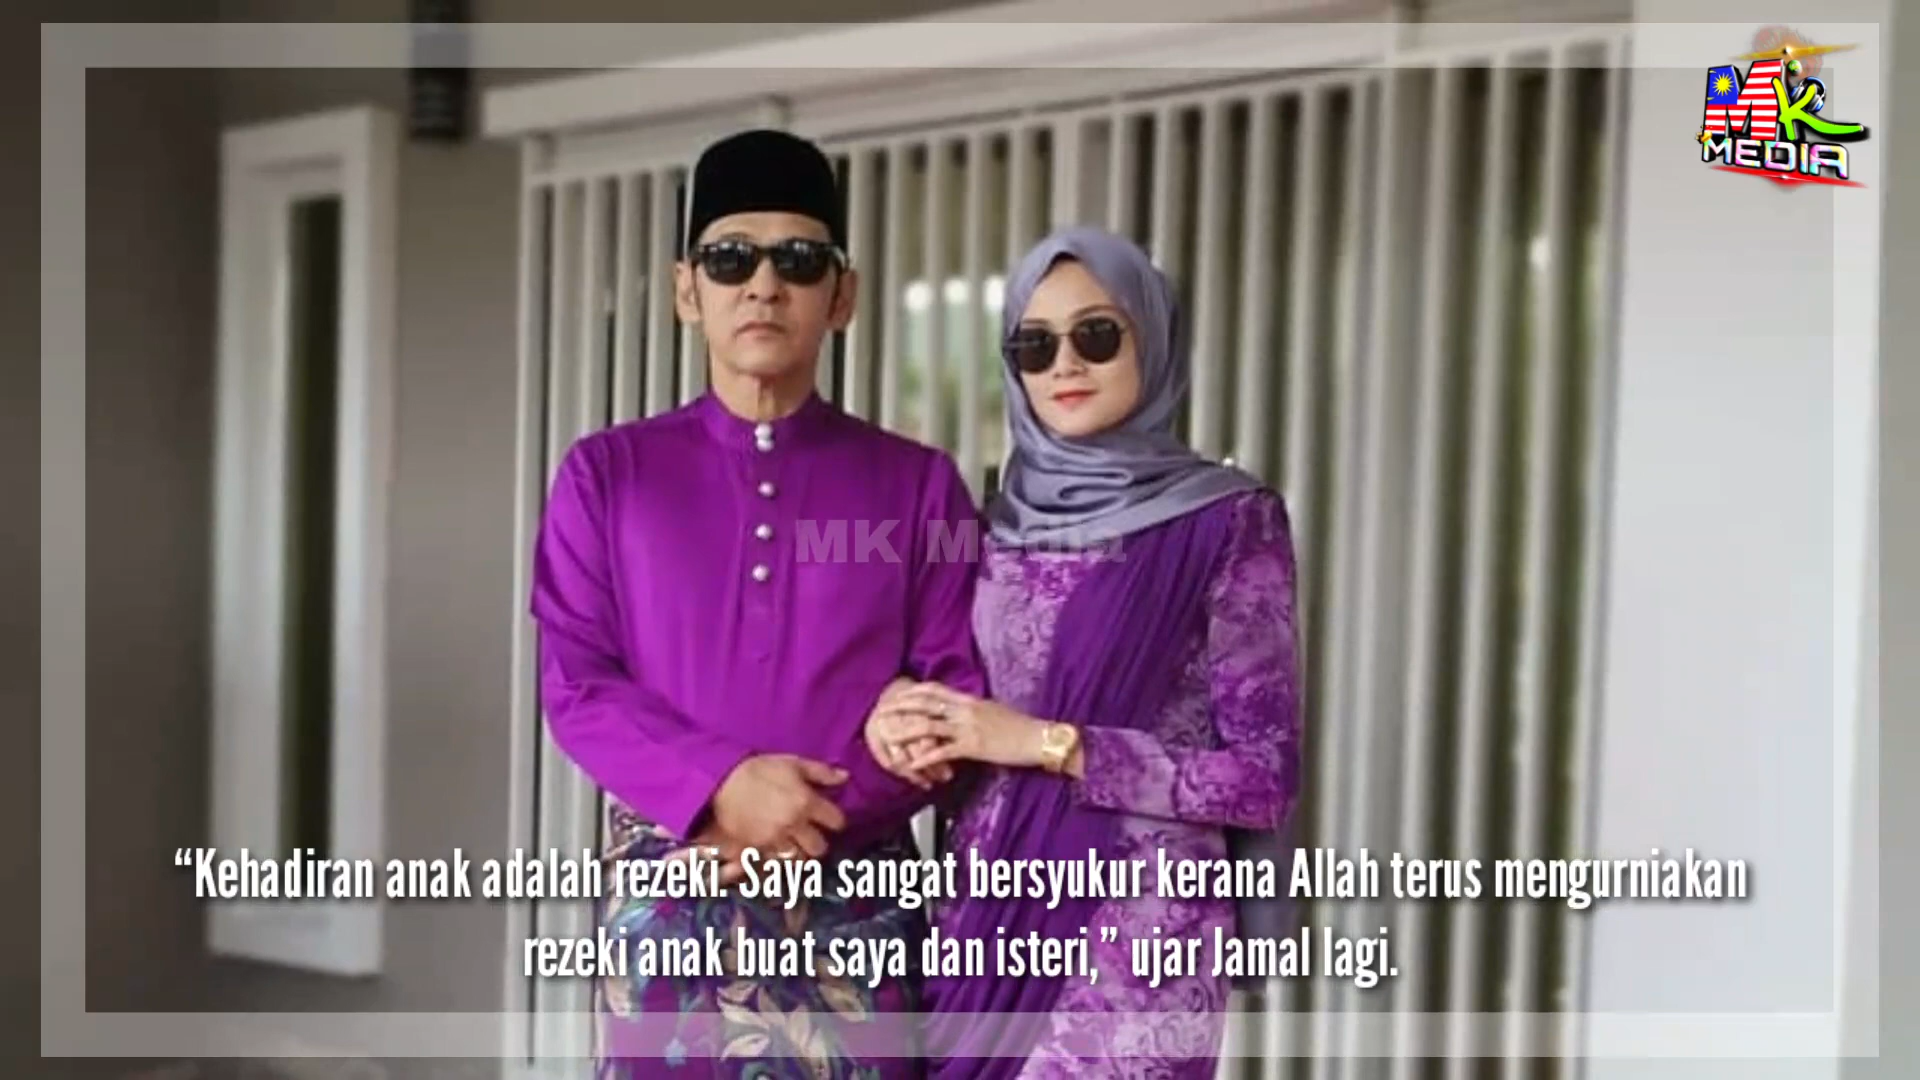 MK
MEDIA
MK Media
“Kehadiran anak adalah rezeki. Saya sangat bersyukur kerana Allah terus mengurniakan
rezeki anak buat saya dan isteri,” ujar Jamal lagi.